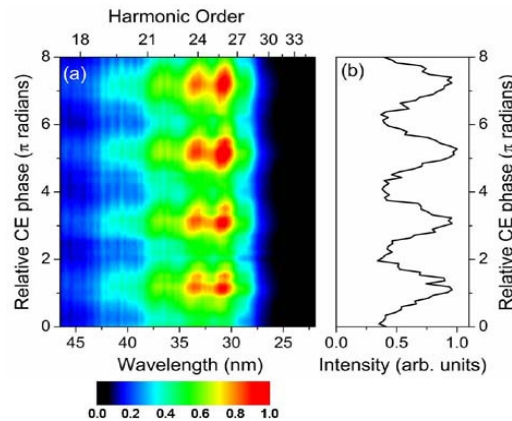 Harmonic Order
18 21 24 26 28 30 33
(a)
(b)
Relative CE phase (π radians)
8
6
4
2
0
45 40 35 30 25
Wavelength (nm)
0.0 0.2 0.4 0.6 0.8 1.0
0.0 0.5 1.0
Intensity (arb. units)
8
6
4
2
0
Relative CE phase (π radians)